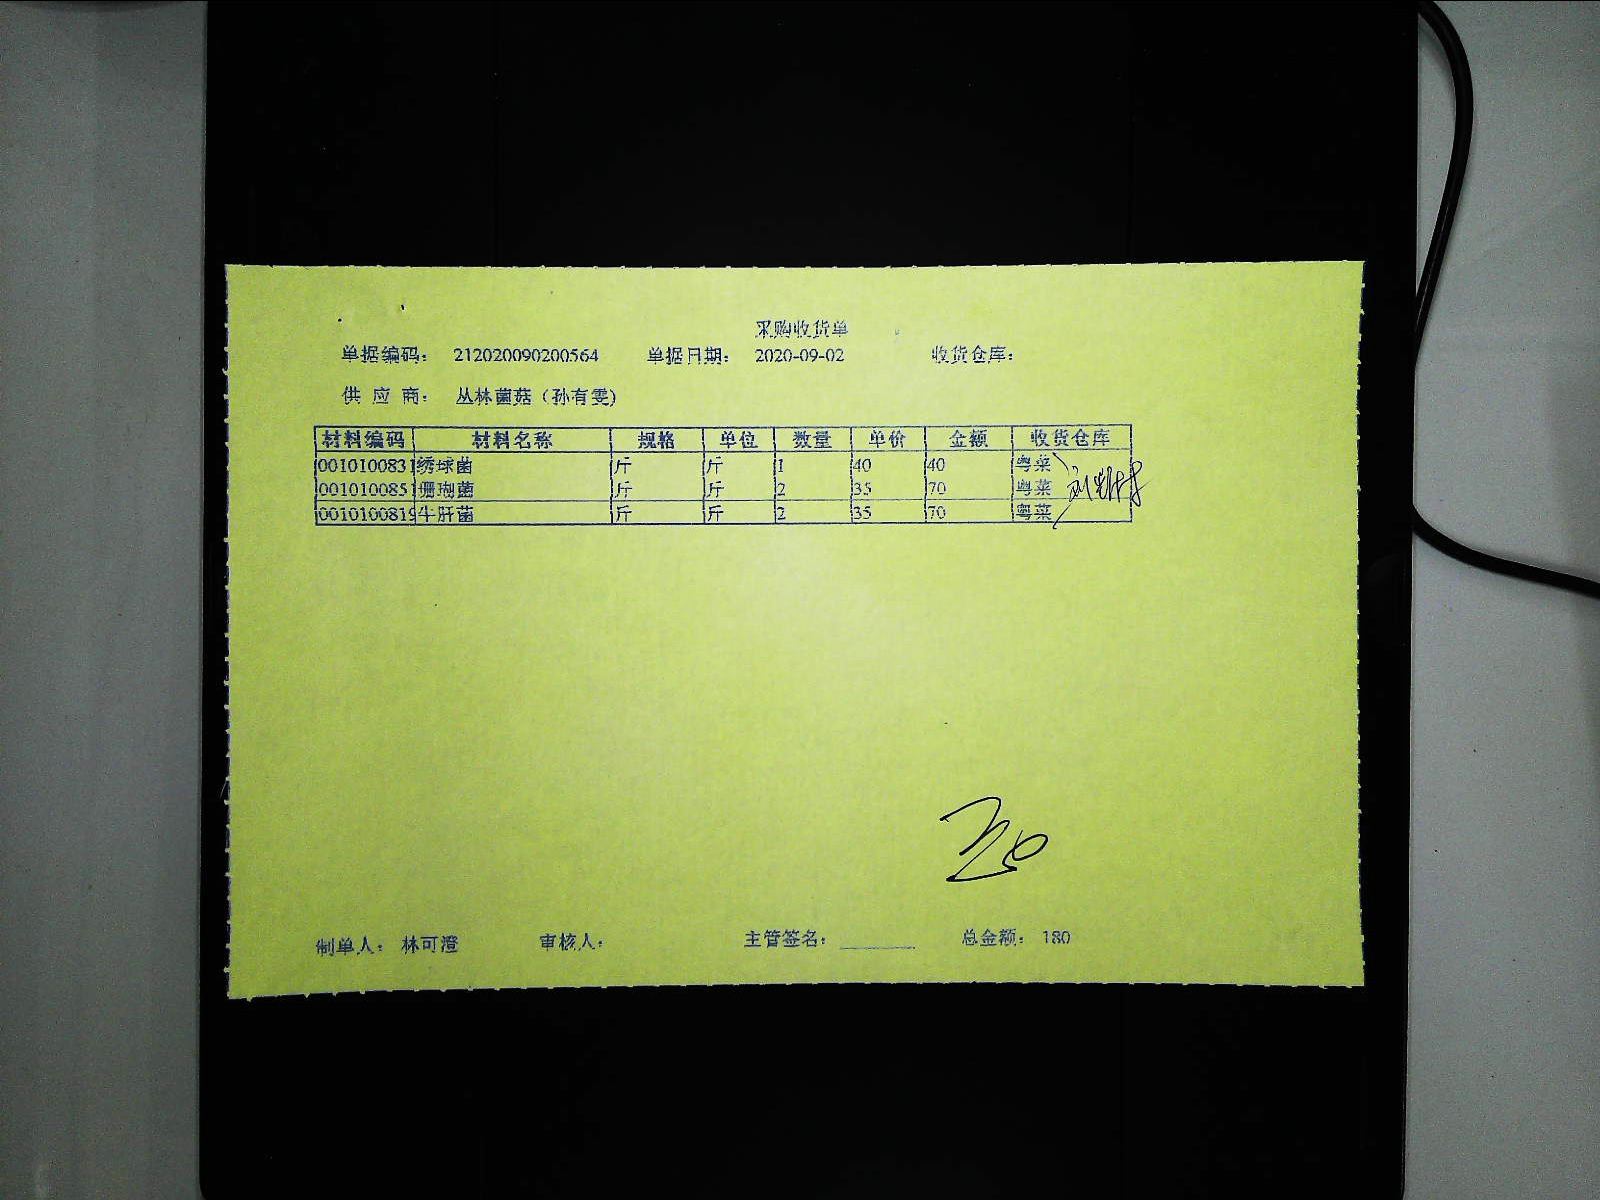 采购收货单
单据编码： 212020090200564 单据日期： 2020-09-02 收货仓库：
供 应 商： 丛林菌菇（孙有雯）
材料编码 材料名称 规格 单位 数量 单价 金额 收货仓库
0010100831 绣球菌 斤 斤 1 40 40 粤菜
0010100851 珊瑚菌 斤 斤 2 35 70 粤菜
0010100819 牛肝菌 斤 斤 2 35 70 粤菜
制单人： 林可澄 审核人： 主管签名： 总金额： 180